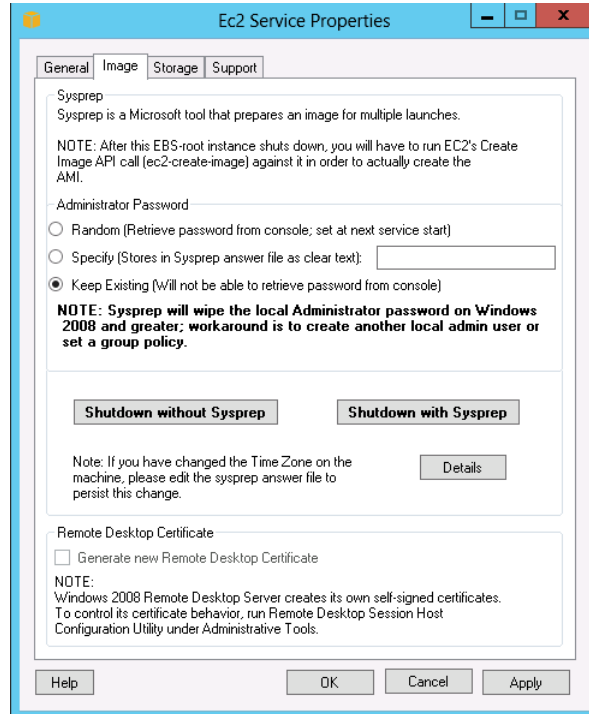 Ec2 Service Properties
General Image Storage Support
Sysprep
Sysprep is a Microsoft tool that prepares an image for multiple launches.
NOTE: After this EBS-root instance shuts down, you will have to run EC2's Create
Image API call (ec2-create-image) against it in order to actually create the
AMI.
Administrator Password
Random (Retrieve password from console; set at next service start)
Specify (Stores in Sysprep answer file as clear text):
Keep Existing (Will not be able to retrieve password from console)
NOTE: Sysprep will wipe the local Administrator password on Windows
2008 and greater; workaround is to create another local admin user or
set a group policy.
Shutdown without Sysprep Shutdown with Sysprep
Note: If you have changed the Time Zone on the
machine, please edit the sysprep answer file to
persist this change.
Details
Remote Desktop Certificate
Generate new Remote Desktop Certificate
NOTE:
Windows 2008 Remote Desktop Server creates its own self-signed certificates.
To control its certificate behavior, run Remote Desktop Session Host
Configuration Utility under Administrative Tools.
Help OK Cancel Apply